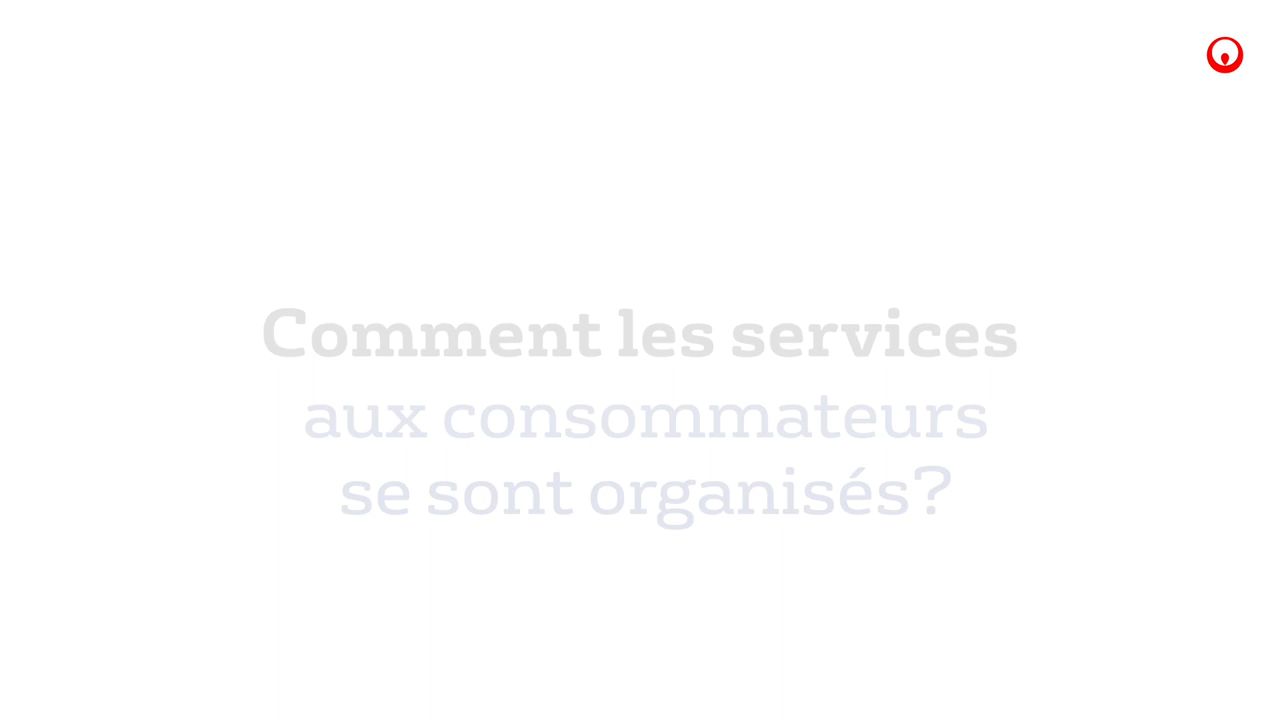 Comment les services
aux consommateurs
se sont organisés?